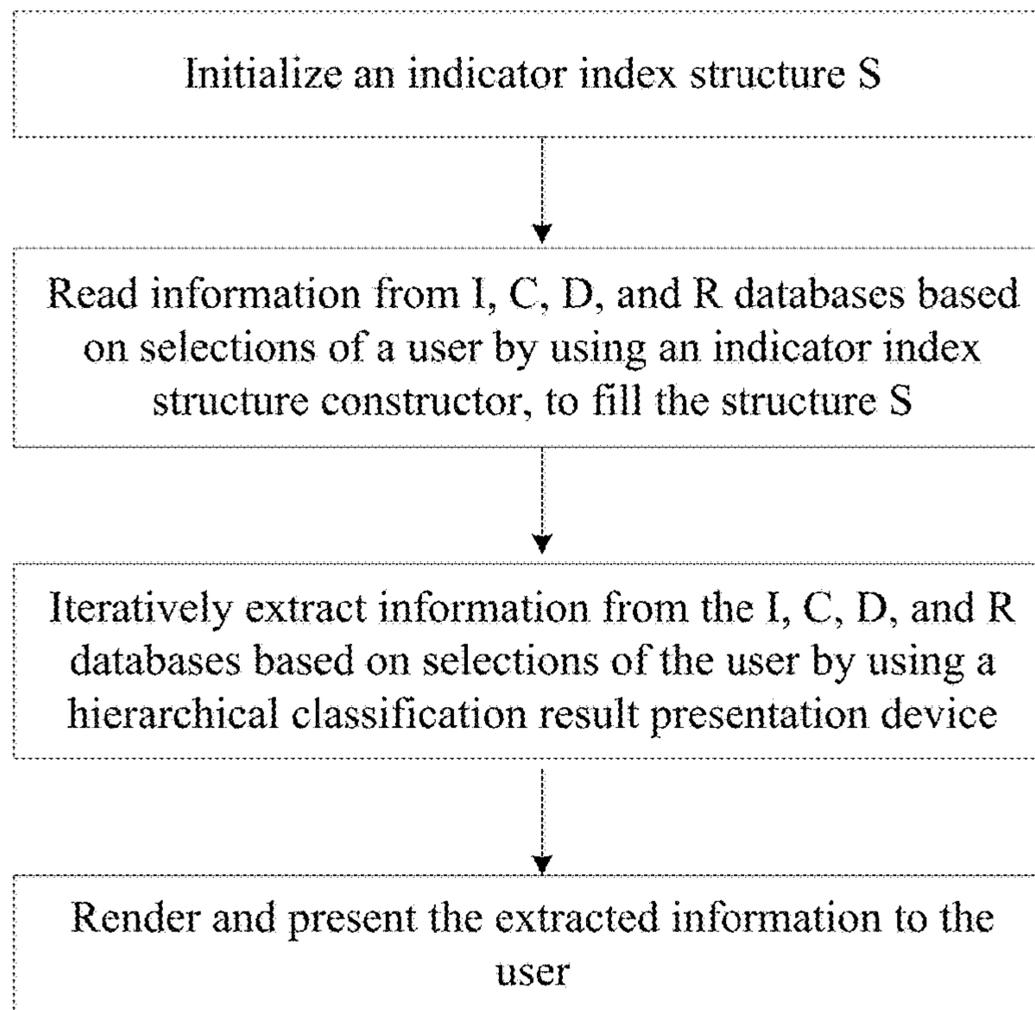 Initialize an indicator index structure S
Read information from I, C, D, and R databases based
on selections of a user by using an indicator index
structure constructor, to fill the structure S
Iteratively extract information from the I, C, D, and R
databases based on selections of the user by using a
hierarchical classification result presentation device
Render and present the extracted information to the
user